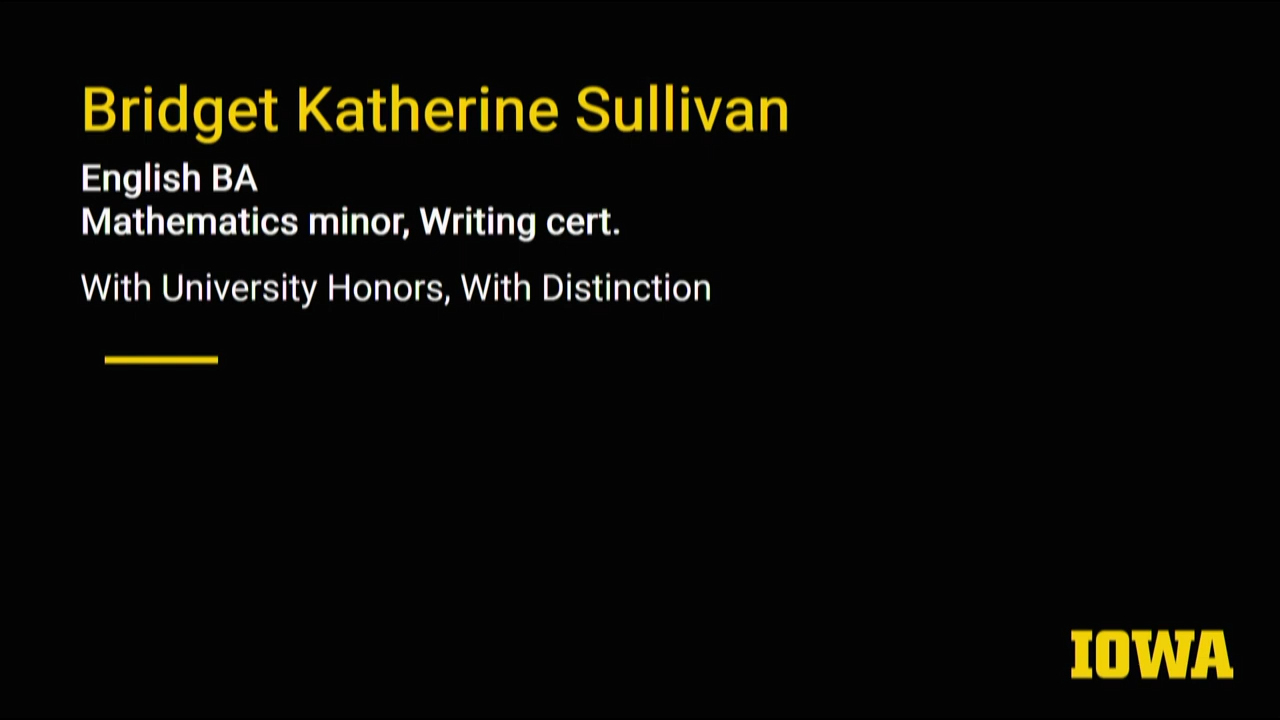 Bridget Katherine Sullivan
English BA
Mathematics minor, Writing cert.
With University Honors, With Distinction
IOWA